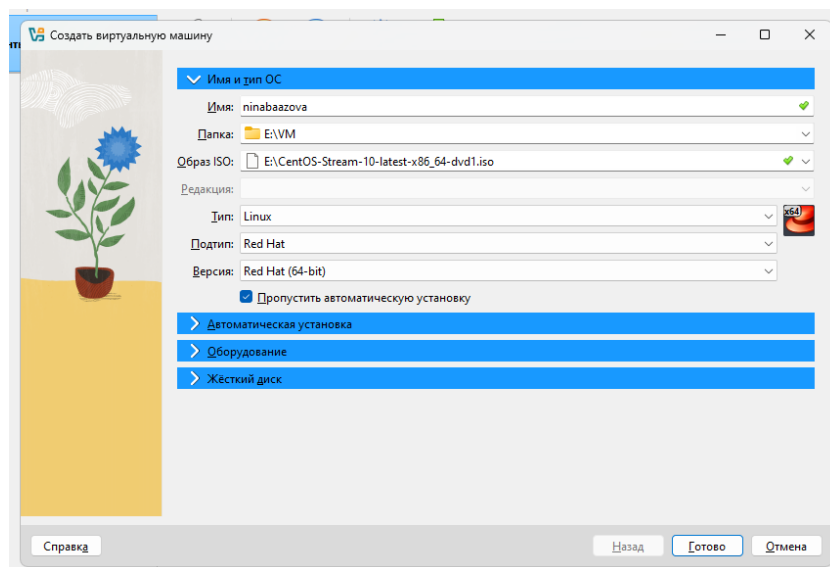 Создать виртуальную машину
Имя и тип ОС
Имя: ninabaazova
Папка: E:\VM
Образ ISO: E:\CentOS-Stream-10-latest-x86_64-dvd1.iso
Редакция:
Тип: Linux
x64
Подтип: Red Hat
Версия: Red Hat (64-bit)
Пропустить автоматическую установку
Автоматическая установка
Оборудование
Жёсткий диск
Справка
Назад
Готово
Отмена